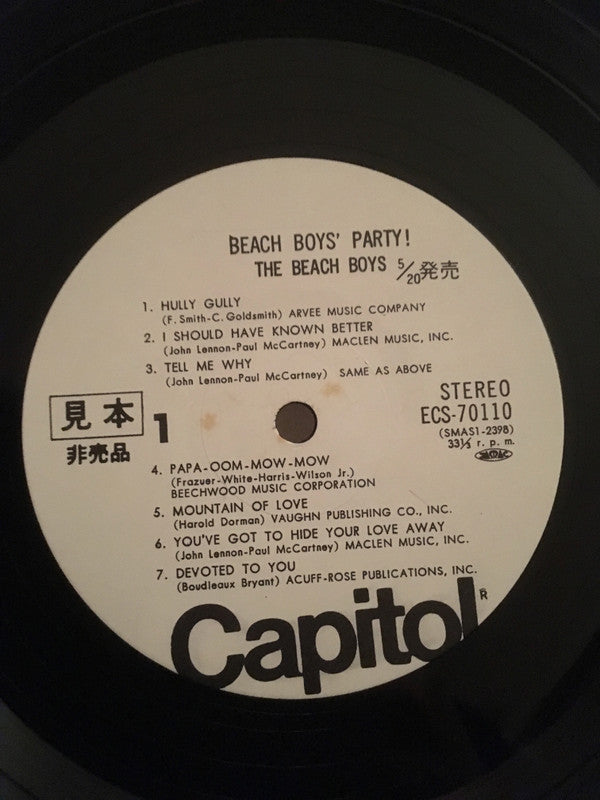 BEACH BOYS' PARTY!
THE BEACH BOYS 5/20発売
1. HULLY GULLY
(F. Smith-C. Goldsmith) ARVEE MUSIC COMPANY
2. I SHOULD HAVE KNOWN BETTER
(John Lennon-Paul McCartney) MACLEN MUSIC, INC.
3. TELL ME WHY
(John Lennon-Paul McCartney) SAME AS ABOVE
見本
非売品
1
STEREO
ECS-70110
(SMAS1-2398)
33⅓ r. p. m.
4. PAPA-OOM-MOW-MOW
(Frazuer-White-Harris-Wilson Jr.)
BEECHWOOD MUSIC CORPORATION
5. MOUNTAIN OF LOVE
(Harold Dorman) VAUGHN PUBLISHING CO., INC.
6. YOU'VE GOT TO HIDE YOUR LOVE AWAY
(John Lennon-Paul McCartney) MACLEN MUSIC, INC.
7. DEVOTED TO YOU
(Boudleaux Bryant) ACUFF-ROSE PUBLICATIONS, INC.
Capitol®